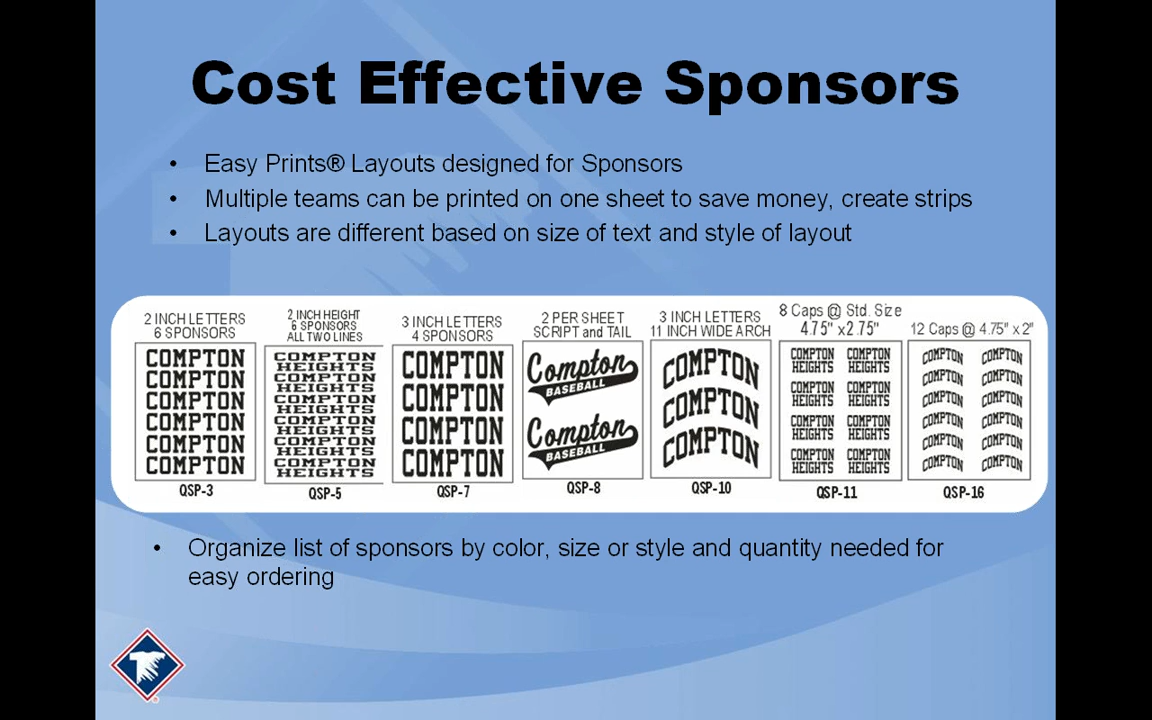 Cost Effective Sponsors
• Easy Prints® Layouts designed for Sponsors
• Multiple teams can be printed on one sheet to save money, create strips
• Layouts are different based on size of text and style of layout
2 INCH LETTERS
6 SPONSORS
COMPTON
COMPTON
COMPTON
COMPTON
COMPTON
COMPTON
QSP-3
2 INCH HEIGHT
6 SPONSORS
ALL TWO LINES
COMPTON
HEIGHTS
COMPTON
HEIGHTS
COMPTON
HEIGHTS
COMPTON
HEIGHTS
COMPTON
HEIGHTS
COMPTON
HEIGHTS
QSP-5
3 INCH LETTERS
4 SPONSORS
COMPTON
COMPTON
COMPTON
COMPTON
QSP-7
2 PER SHEET
SCRIPT and TAIL
Compton
BASEBALL
Compton
BASEBALL
QSP-8
3 INCH LETTERS
11 INCH WIDE ARCH
COMPTON
COMPTON
COMPTON
QSP-10
8 Caps @ Std. Size
4.75" x2.75"
COMPTON COMPTON
HEIGHTS HEIGHTS
COMPTON COMPTON
HEIGHTS HEIGHTS
COMPTON COMPTON
HEIGHTS HEIGHTS
COMPTON COMPTON
HEIGHTS HEIGHTS
QSP-11
12 Caps @ 4.75" x 2"
COMPTON COMPTON
COMPTON COMPTON
COMPTON COMPTON
COMPTON COMPTON
COMPTON COMPTON
COMPTON COMPTON
QSP-16
• Organize list of sponsors by color, size or style and quantity needed for
easy ordering